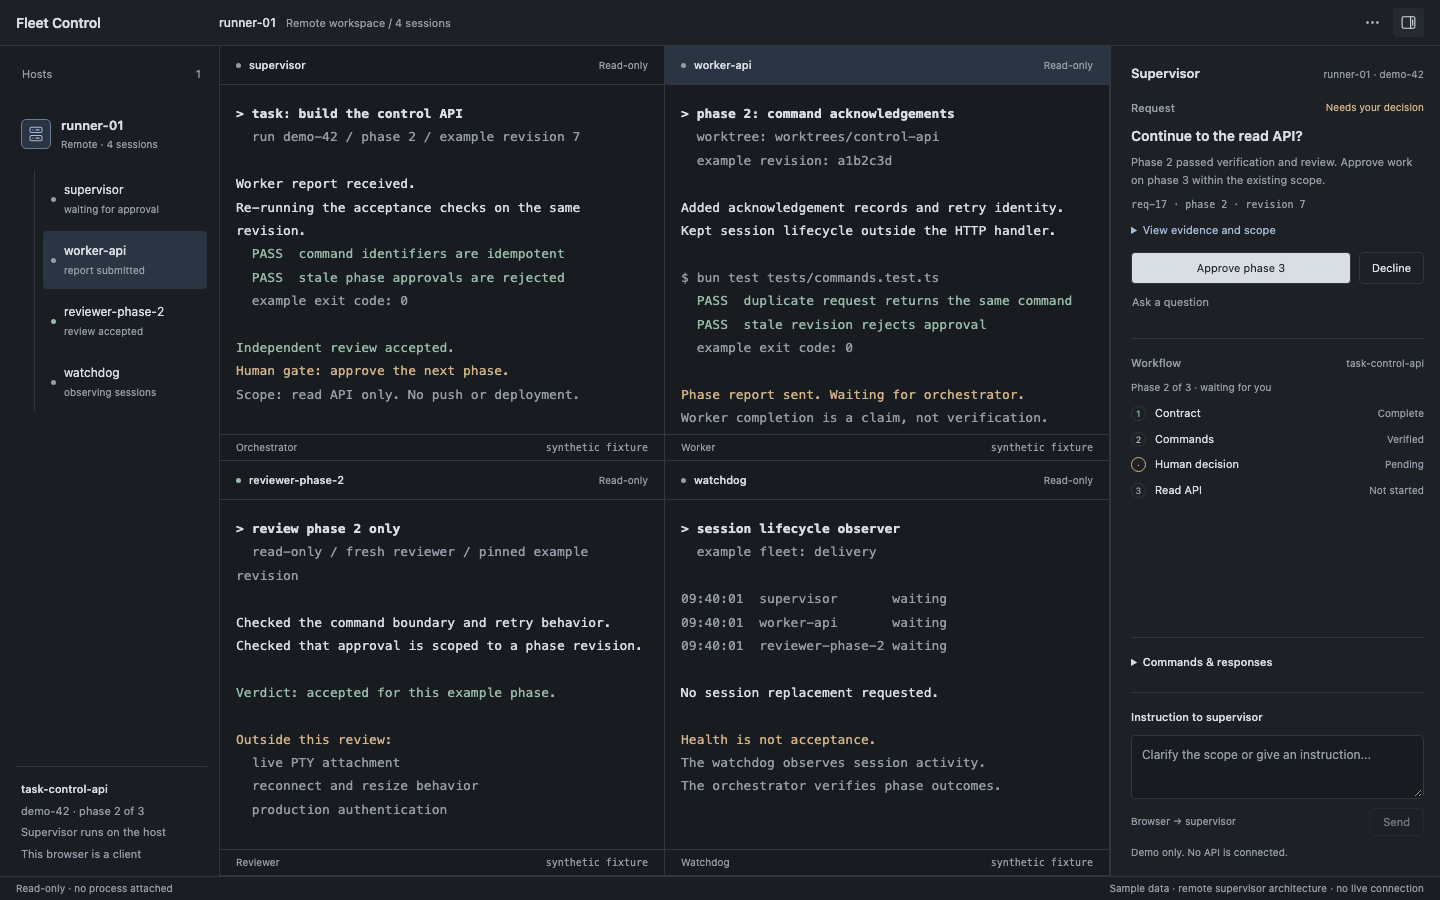 Fleet Control
runner-01 Remote workspace / 4 sessions
Hosts 1
runner-01
Remote · 4 sessions
supervisor
waiting for approval
worker-api
report submitted
reviewer-phase-2
review accepted
watchdog
observing sessions
task-control-api
demo-42 · phase 2 of 3
Supervisor runs on the host
This browser is a client
supervisor Read-only
> task: build the control API
run demo-42 / phase 2 / example revision 7
Worker report received.
Re-running the acceptance checks on the same
revision.
PASS command identifiers are idempotent
PASS stale phase approvals are rejected
example exit code: 0
Independent review accepted.
Human gate: approve the next phase.
Scope: read API only. No push or deployment.
Orchestrator synthetic fixture
worker-api Read-only
> phase 2: command acknowledgements
worktree: worktrees/control-api
example revision: a1b2c3d
Added acknowledgement records and retry identity.
Kept session lifecycle outside the HTTP handler.
$ bun test tests/commands.test.ts
PASS duplicate request returns the same command
PASS stale revision rejects approval
example exit code: 0
Phase report sent. Waiting for orchestrator.
Worker completion is a claim, not verification.
Worker synthetic fixture
reviewer-phase-2 Read-only
> review phase 2 only
read-only / fresh reviewer / pinned example
revision
Checked the command boundary and retry behavior.
Checked that approval is scoped to a phase revision.
Verdict: accepted for this example phase.
Outside this review:
live PTY attachment
reconnect and resize behavior
production authentication
Reviewer synthetic fixture
watchdog Read-only
> session lifecycle observer
example fleet: delivery
09:40:01 supervisor waiting
09:40:01 worker-api waiting
09:40:01 reviewer-phase-2 waiting
No session replacement requested.
Health is not acceptance.
The watchdog observes session activity.
The orchestrator verifies phase outcomes.
Watchdog synthetic fixture
Supervisor runner-01 · demo-42
Request Needs your decision
Continue to the read API?
Phase 2 passed verification and review. Approve work
on phase 3 within the existing scope.
req-17 · phase 2 · revision 7
View evidence and scope
Approve phase 3 Decline
Ask a question
Workflow task-control-api
Phase 2 of 3 · waiting for you
1 Contract Complete
2 Commands Verified
· Human decision Pending
3 Read API Not started
Commands & responses
Instruction to supervisor
Clarify the scope or give an instruction...
Browser → supervisor Send
Demo only. No API is connected.
Read-only · no process attached
Sample data · remote supervisor architecture · no live connection